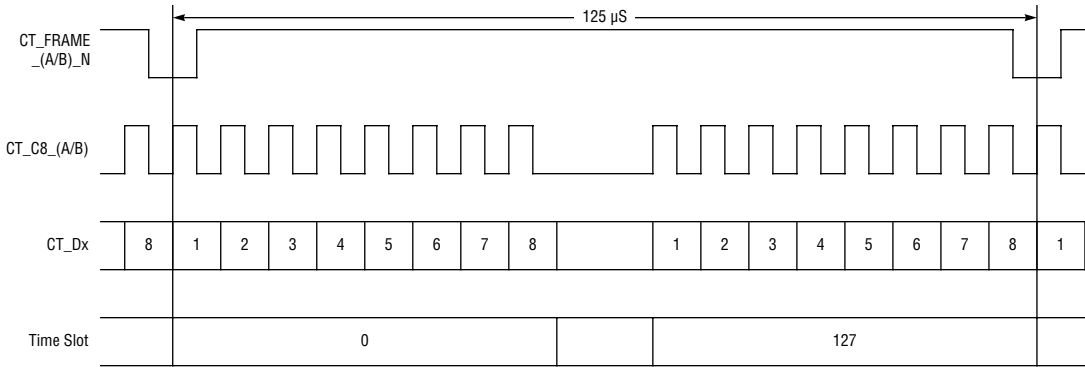 125 µS
CT_FRAME
_(A/B)_N
CT_C8_(A/B)
CT_Dx 8 1 2 3 4 5 6 7 8 1 2 3 4 5 6 7 8 1
Time Slot 0 127